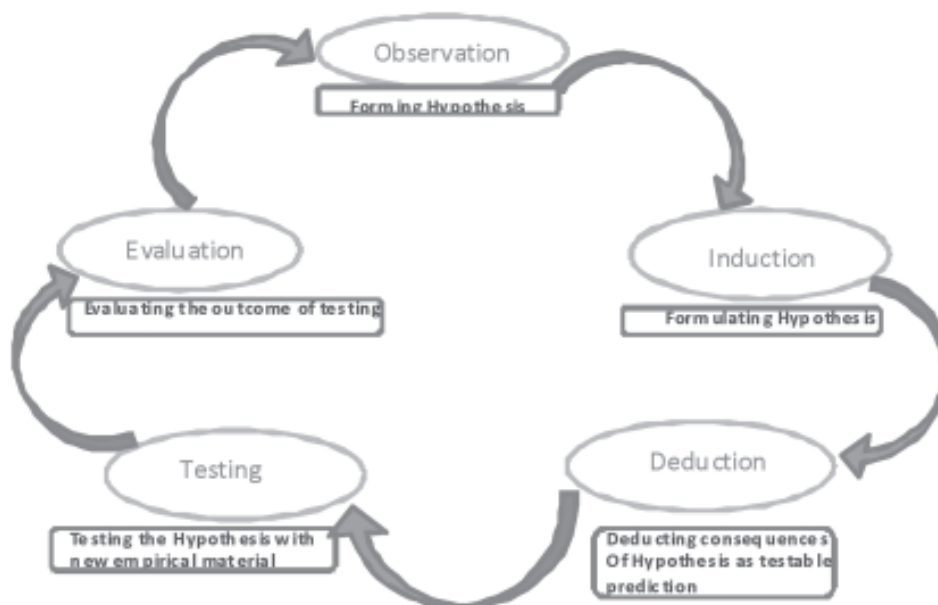 Observation
Forming Hypothesis
Induction
Formulating Hypothesis
Deduction
Deducting consequences
Of Hypothesis as testable
prediction
Testing
Testing the Hypothesis with
new empirical material
Evaluation
Evaluating the outcome of testing